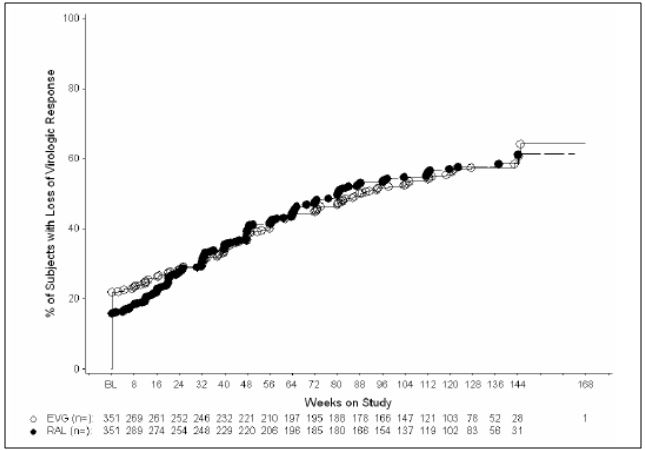 % of Subjects with Loss of Virologic Response
100
80
60
40
20
0
BL 8 16 24 32 40 48 56 64 72 80 88 96 104 112 120 128 136 144 168
Weeks on Study
EVG (n=): 351 269 261 252 246 232 221 210 197 195 188 178 166 147 121 103 78 52 28 1
RAL (n=): 351 289 274 254 248 229 220 206 196 185 180 166 154 137 119 102 83 56 31